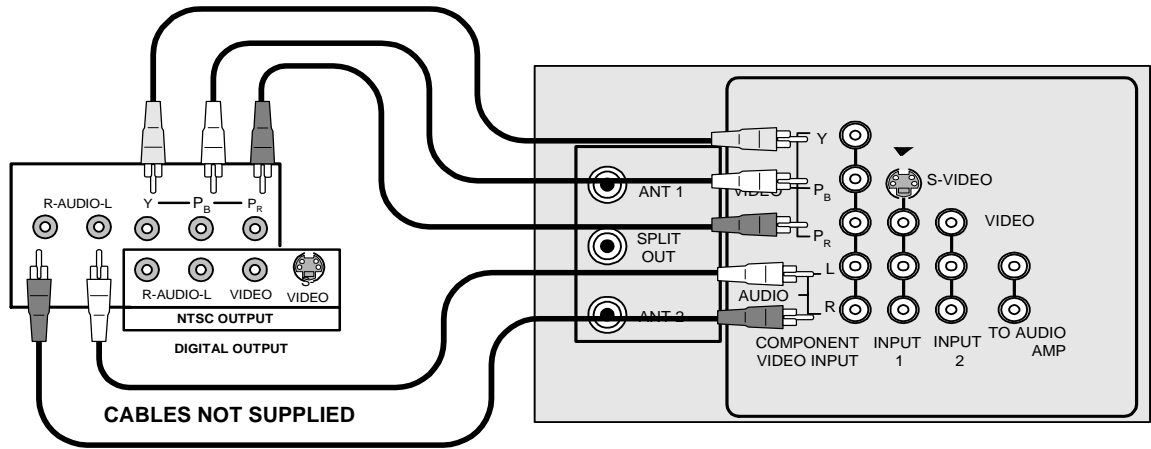 R-AUDIO-L Y PB PR
R-AUDIO-L VIDEO S-
VIDEO
NTSC OUTPUT
DIGITAL OUTPUT
CABLES NOT SUPPLIED
ANT 1
SPLIT
OUT
ANT 2
VIDEO
Y
PB
PR
AUDIO
L
R
COMPONENT
VIDEO INPUT
S-VIDEO
VIDEO
INPUT
1
INPUT
2
TO AUDIO
AMP